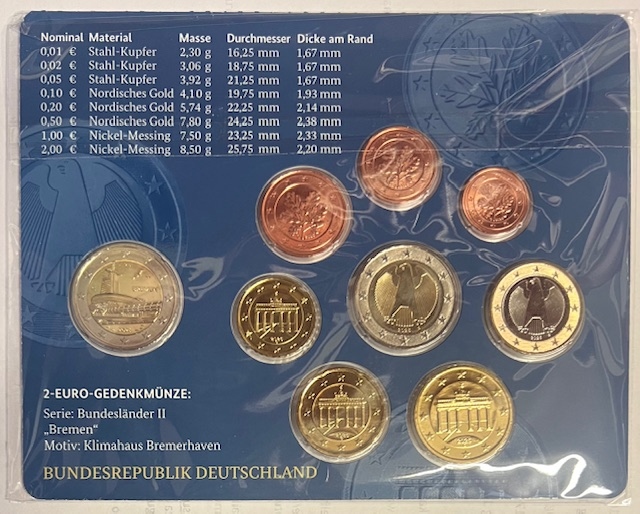 Nominal Material Masse Durchmesser Dicke am Rand
0,01 € Stahl-Kupfer 2,30 g 16,25 mm 1,67 mm
0,02 € Stahl-Kupfer 3,06 g 18,75 mm 1,67 mm
0,05 € Stahl-Kupfer 3,92 g 21,25 mm 1,67 mm
0,10 € Nordisches Gold 4,10 g 19,75 mm 1,93 mm
0,20 € Nordisches Gold 5,74 g 22,25 mm 2,14 mm
0,50 € Nordisches Gold 7,80 g 24,25 mm 2,38 mm
1,00 € Nickel-Messing 7,50 g 23,25 mm 2,33 mm
2,00 € Nickel-Messing 8,50 g 25,75 mm 2,20 mm
2-EURO-GEDENKMÜNZE:
Serie: Bundesländer II
„Bremen“
Motiv: Klimahaus Bremerhaven
BUNDESREPUBLIK DEUTSCHLAND